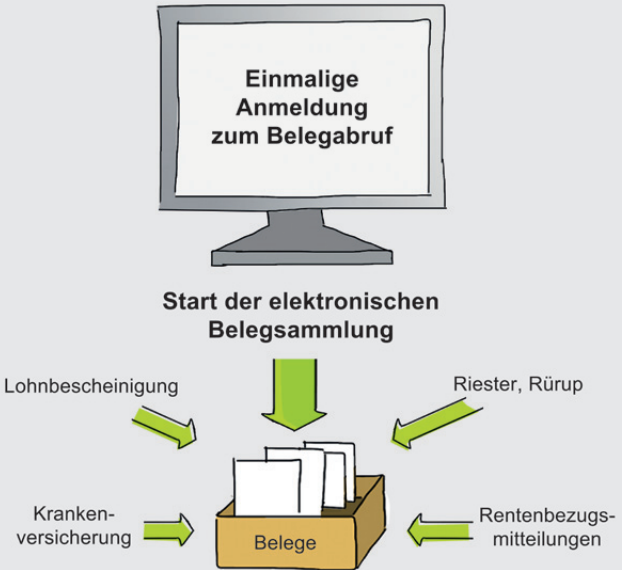 Einmalige
Anmeldung
zum Belegabruf
Start der elektronischen
Belegsammlung
Lohnbescheinigung
Riester, Rürup
Kranken-
versicherung
Belege
Rentenbezugs-
mitteilungen